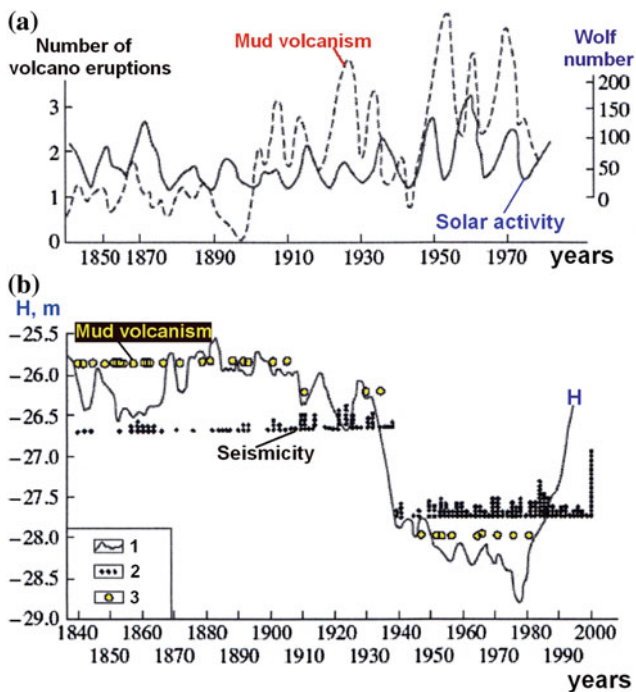 (a)
Number of
volcano eruptions
Mud volcanism
Wolf
number
3
2
1
0
200
150
100
50
0
Solar activity
1850 1870 1890 1910 1930 1950 1970 years
(b)
H, m
Mud volcanism
−25.5
−26.0
−26.5
−27.0
−27.5
−28.0
−28.5
−29.0
H
Seismicity
1
2
3
1840 1860 1880 1900 1920 1940 1960 1980 2000
1850 1870 1890 1910 1930 1950 1970 1990
years